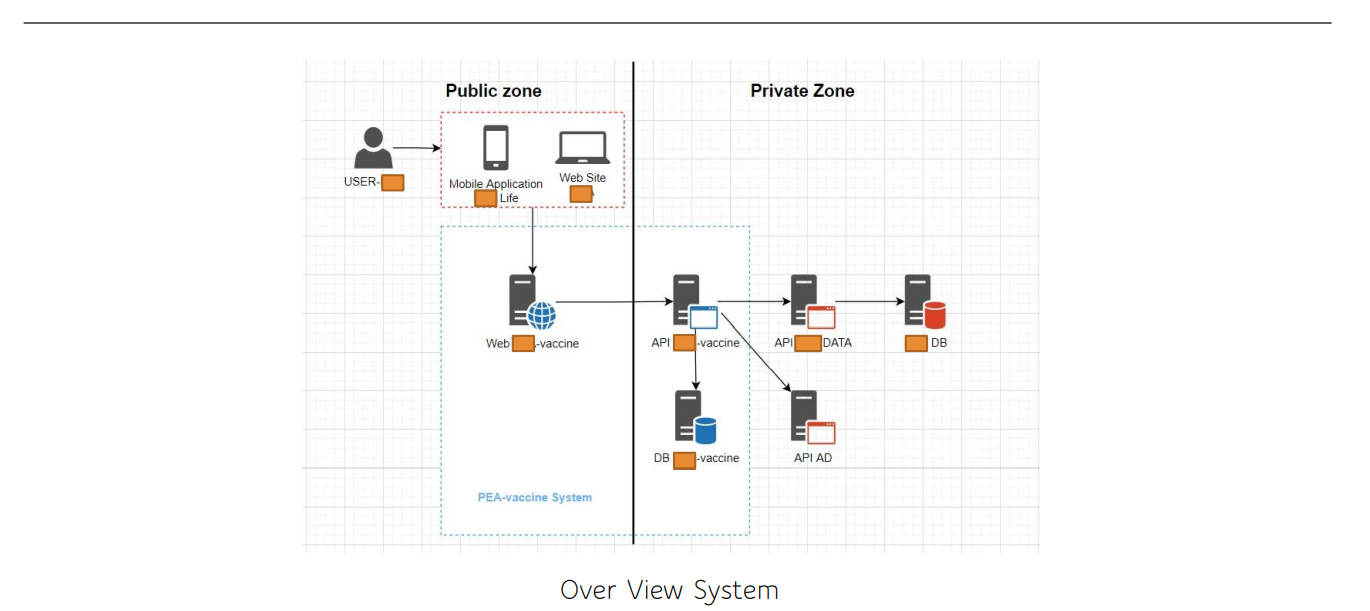 Public zone
Private Zone
USER-
Mobile Application
Life
Web Site
Web -vaccine
API -vaccine
API DATA
DB
DB -vaccine
API AD
PEA-vaccine System
Over View System